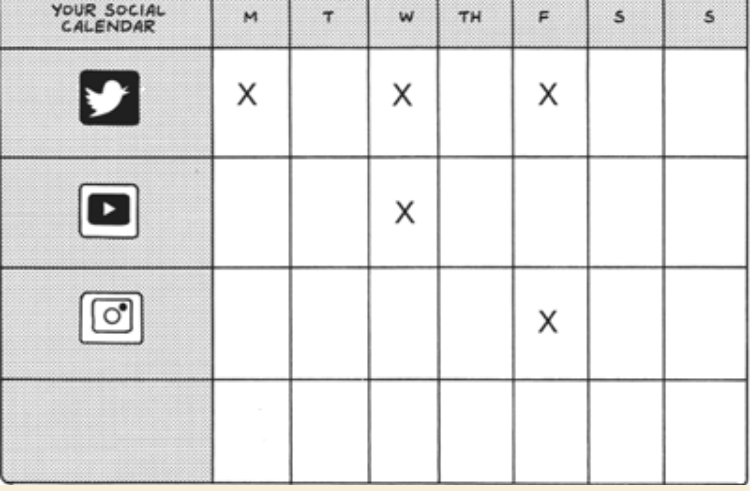 YOUR SOCIAL
CALENDAR
M T W TH F S S
X X X
X
X